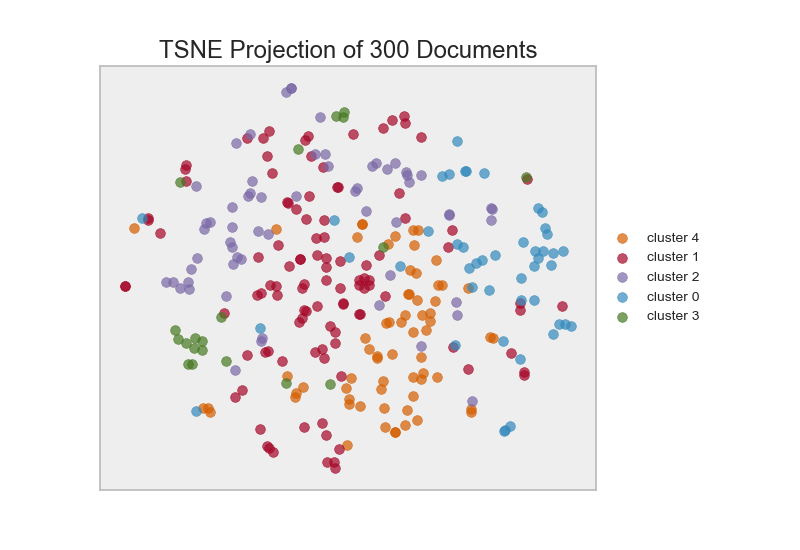 TSNE Projection of 300 Documents
cluster 4
cluster 1
cluster 2
cluster 0
cluster 3